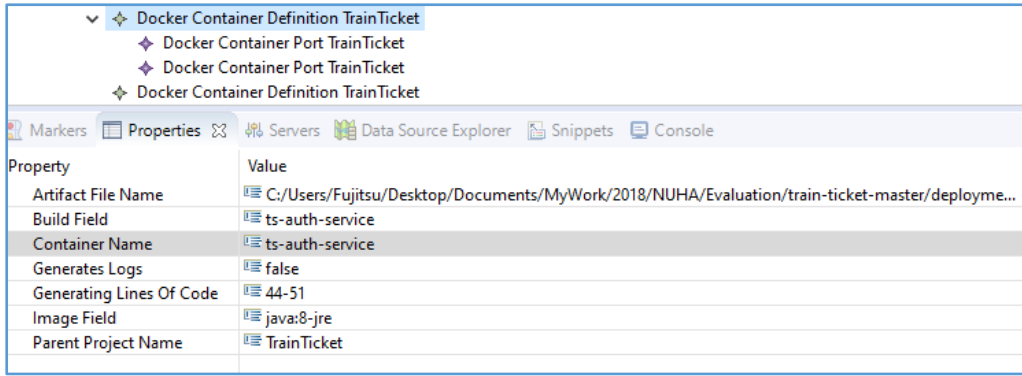 Docker Container Definition TrainTicket
Docker Container Port TrainTicket
Docker Container Port TrainTicket
Docker Container Definition TrainTicket
Markers Properties Servers Data Source Explorer Snippets Console
Property Value
Artifact File Name C:/Users/Fujitsu/Desktop/Documents/MyWork/2018/NUHA/Evaluation/train-ticket-master/deployme...
Build Field ts-auth-service
Container Name ts-auth-service
Generates Logs false
Generating Lines Of Code 44-51
Image Field java:8-jre
Parent Project Name TrainTicket